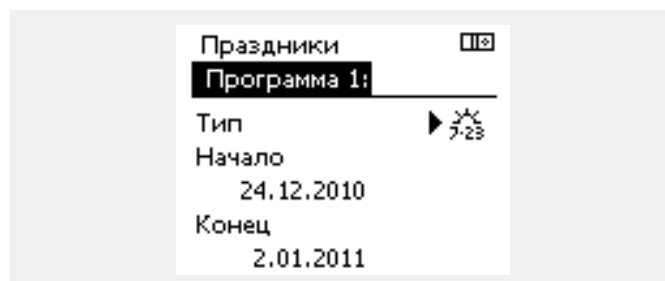 Праздники
Программа 1:
Тип 7-23
Начало
24.12.2010
Конец
2.01.2011